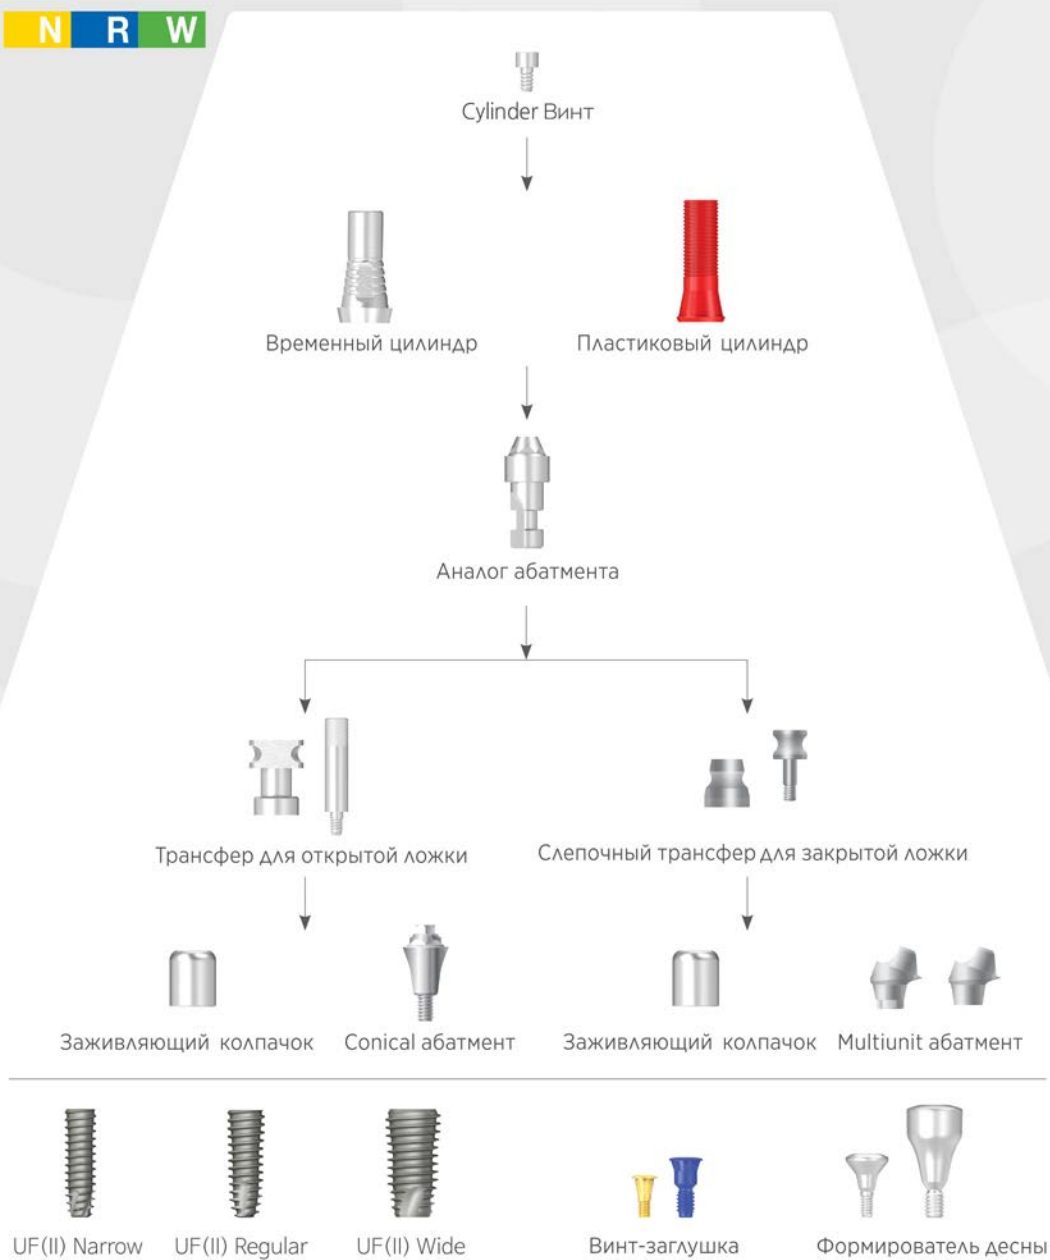 N R W
Cylinder Винт
Временный цилиндр
Пластиковый цилиндр
Аналог абатмента
Трансфер для открытой ложки
Слепочный трансфер для закрытой ложки
Заживляющий колпачок
Conical абатмент
Заживляющий колпачок
Multiunit абатмент
UF(II) Narrow
UF(II) Regular
UF(II) Wide
Винт-заглушка
Формирователь десны